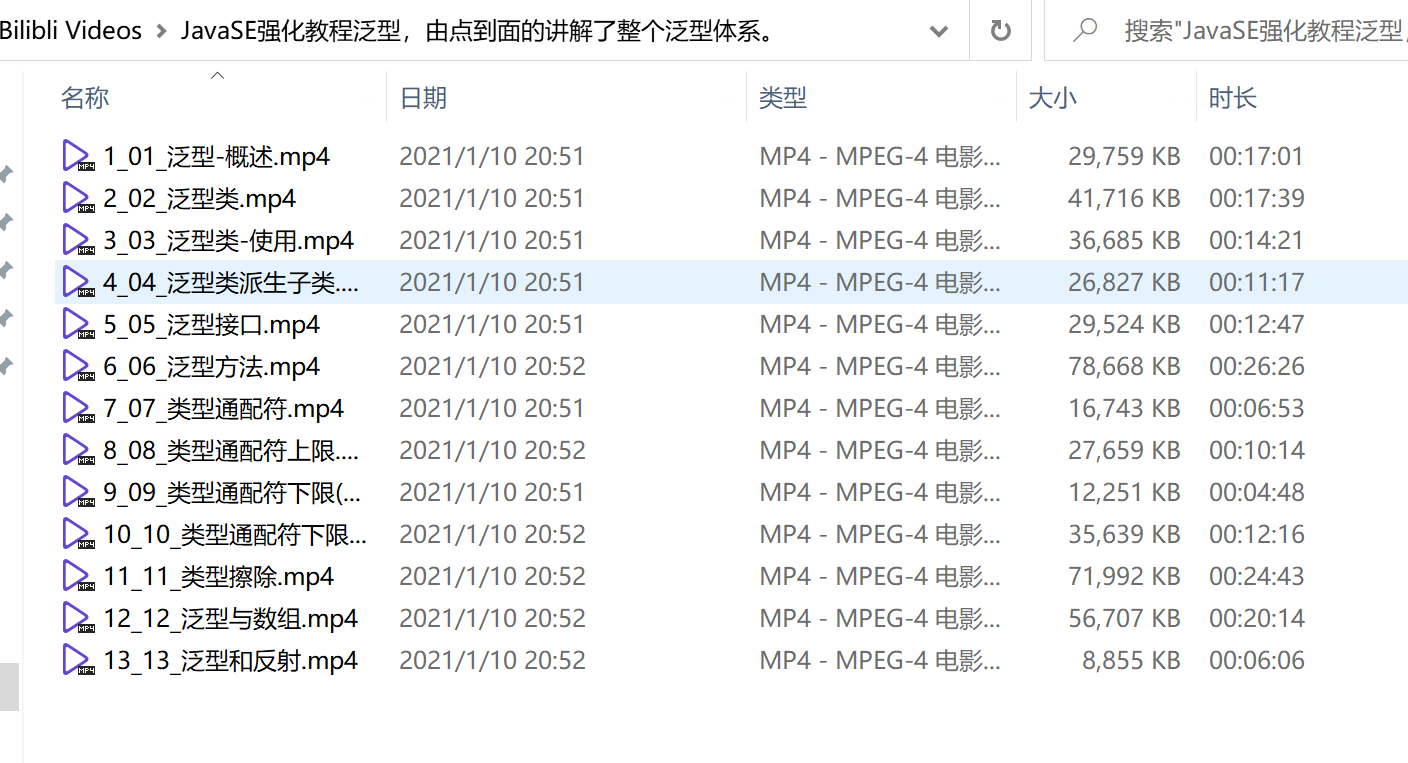 Bilibli Videos > JavaSE强化教程泛型，由点到面的讲解了整个泛型体系。 搜索"JavaSE强化教程泛型,
名称 日期 类型 大小 时长
1_01_泛型-概述.mp4 2021/1/10 20:51 MP4 - MPEG-4 电影... 29,759 KB 00:17:01
2_02_泛型类.mp4 2021/1/10 20:51 MP4 - MPEG-4 电影... 41,716 KB 00:17:39
3_03_泛型类-使用.mp4 2021/1/10 20:51 MP4 - MPEG-4 电影... 36,685 KB 00:14:21
4_04_泛型类派生子类.... 2021/1/10 20:51 MP4 - MPEG-4 电影... 26,827 KB 00:11:17
5_05_泛型接口.mp4 2021/1/10 20:51 MP4 - MPEG-4 电影... 29,524 KB 00:12:47
6_06_泛型方法.mp4 2021/1/10 20:52 MP4 - MPEG-4 电影... 78,668 KB 00:26:26
7_07_类型通配符.mp4 2021/1/10 20:51 MP4 - MPEG-4 电影... 16,743 KB 00:06:53
8_08_类型通配符上限.... 2021/1/10 20:52 MP4 - MPEG-4 电影... 27,659 KB 00:10:14
9_09_类型通配符下限(... 2021/1/10 20:51 MP4 - MPEG-4 电影... 12,251 KB 00:04:48
10_10_类型通配符下限... 2021/1/10 20:52 MP4 - MPEG-4 电影... 35,639 KB 00:12:16
11_11_类型擦除.mp4 2021/1/10 20:52 MP4 - MPEG-4 电影... 71,992 KB 00:24:43
12_12_泛型与数组.mp4 2021/1/10 20:52 MP4 - MPEG-4 电影... 56,707 KB 00:20:14
13_13_泛型和反射.mp4 2021/1/10 20:52 MP4 - MPEG-4 电影... 8,855 KB 00:06:06